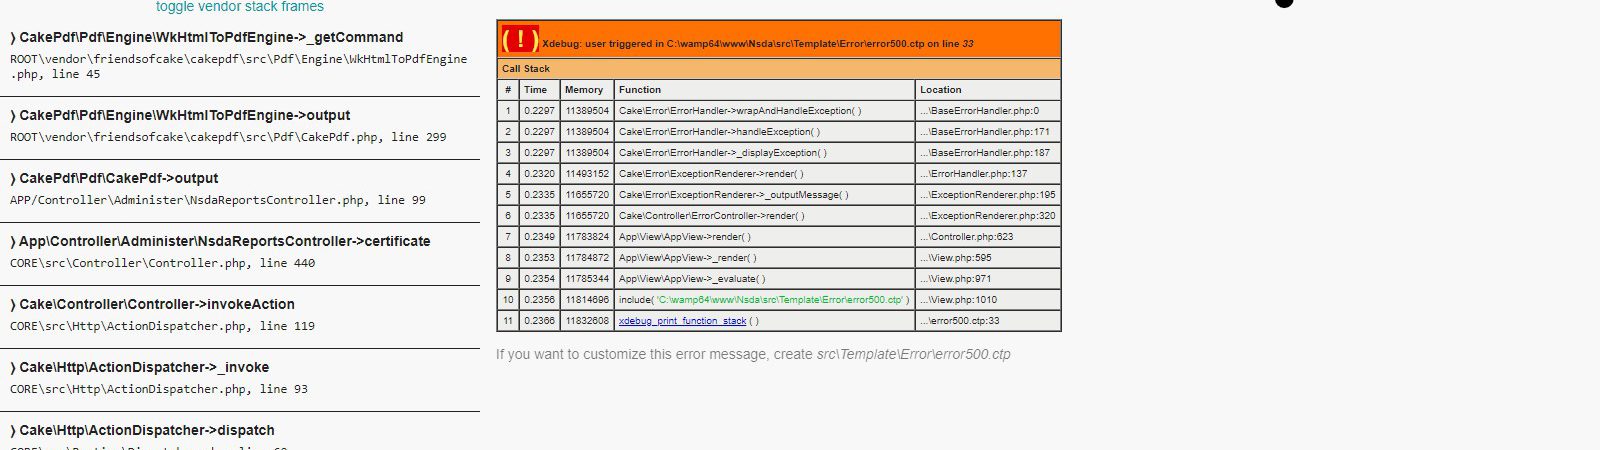 toggle vendor stack frames
⟩ CakePdf\Pdf\Engine\WkHtmlToPdfEngine->_getCommand
ROOT\vendor\friendsofcake\cakepdf\src\Pdf\Engine\WkHtmlToPdfEngine
.php, line 45
⟩ CakePdf\Pdf\Engine\WkHtmlToPdfEngine->output
ROOT\vendor\friendsofcake\cakepdf\src\Pdf\CakePdf.php, line 299
⟩ CakePdf\Pdf\CakePdf->output
APP/Controller\Administer\NsdaReportsController.php, line 99
⟩ App\Controller\Administer\NsdaReportsController->certificate
CORE\src\Controller\Controller.php, line 440
⟩ Cake\Controller\Controller->invokeAction
CORE\src\Http\ActionDispatcher.php, line 119
⟩ Cake\Http\ActionDispatcher->_invoke
CORE\src\Http\ActionDispatcher.php, line 93
⟩ Cake\Http\ActionDispatcher->dispatch
( ! ) Xdebug: user triggered in C:\wamp64\www\Nsda\src\Template\Error\error500.ctp on line 33
Call Stack
# Time Memory Function Location
1 0.2297 11389504 Cake\Error\ErrorHandler->wrapAndHandleException( ) ...\BaseErrorHandler.php:0
2 0.2297 11389504 Cake\Error\ErrorHandler->handleException( ) ...\BaseErrorHandler.php:171
3 0.2297 11389504 Cake\Error\ErrorHandler->_displayException( ) ...\BaseErrorHandler.php:187
4 0.2320 11493152 Cake\Error\ExceptionRenderer->render( ) ...\ErrorHandler.php:137
5 0.2335 11655720 Cake\Error\ExceptionRenderer->_outputMessage( ) ...\ExceptionRenderer.php:195
6 0.2335 11655720 Cake\Controller\ErrorController->render( ) ...\ExceptionRenderer.php:320
7 0.2349 11783824 App\View\AppView->render( ) ...\Controller.php:623
8 0.2353 11784872 App\View\AppView->_render( ) ...\View.php:595
9 0.2354 11785344 App\View\AppView->_evaluate( ) ...\View.php:971
10 0.2356 11814696 include( 'C:\wamp64\www\Nsda\src\Template\Error\error500.ctp' ) ...\View.php:1010
11 0.2366 11832608 xdebug_print_function_stack ( ) ...\error500.ctp:33
If you want to customize this error message, create src\Template\Error\error500.ctp